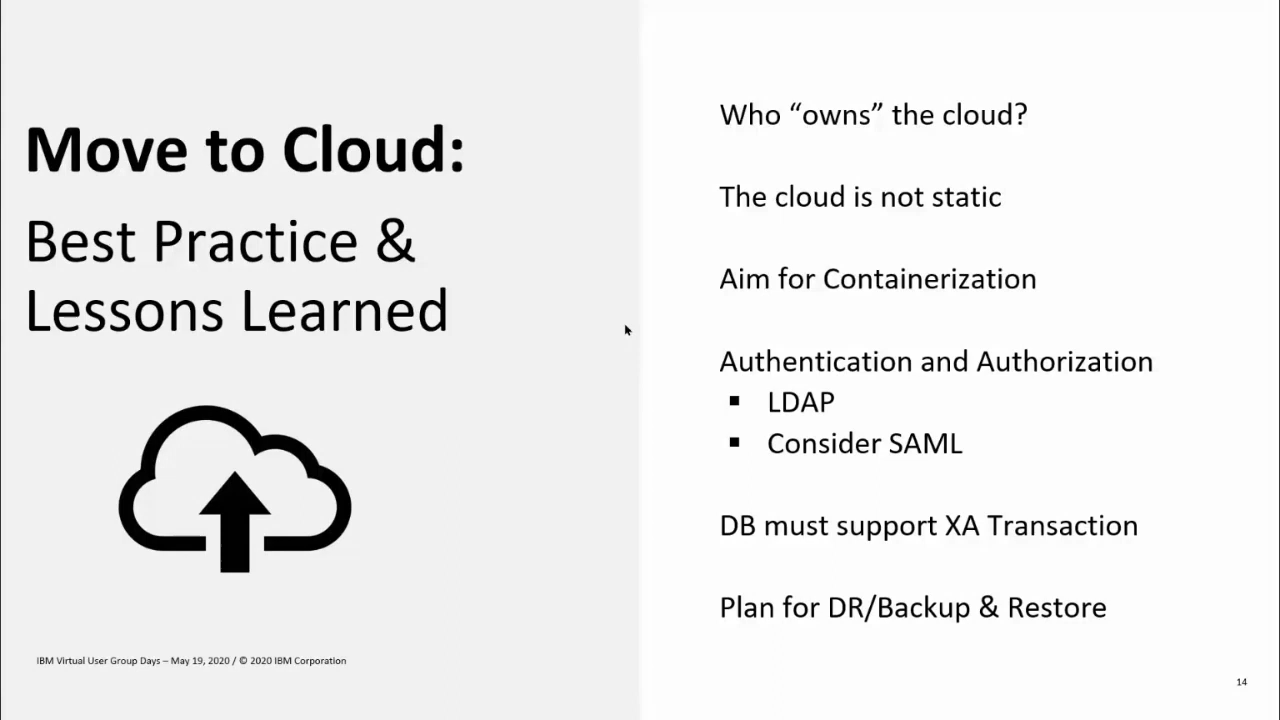 Move to Cloud:
Best Practice &
Lessons Learned
Who “owns” the cloud?
The cloud is not static
Aim for Containerization
Authentication and Authorization
▪ LDAP
▪ Consider SAML
DB must support XA Transaction
Plan for DR/Backup & Restore
IBM Virtual User Group Days – May 19, 2020 / © 2020 IBM Corporation
14